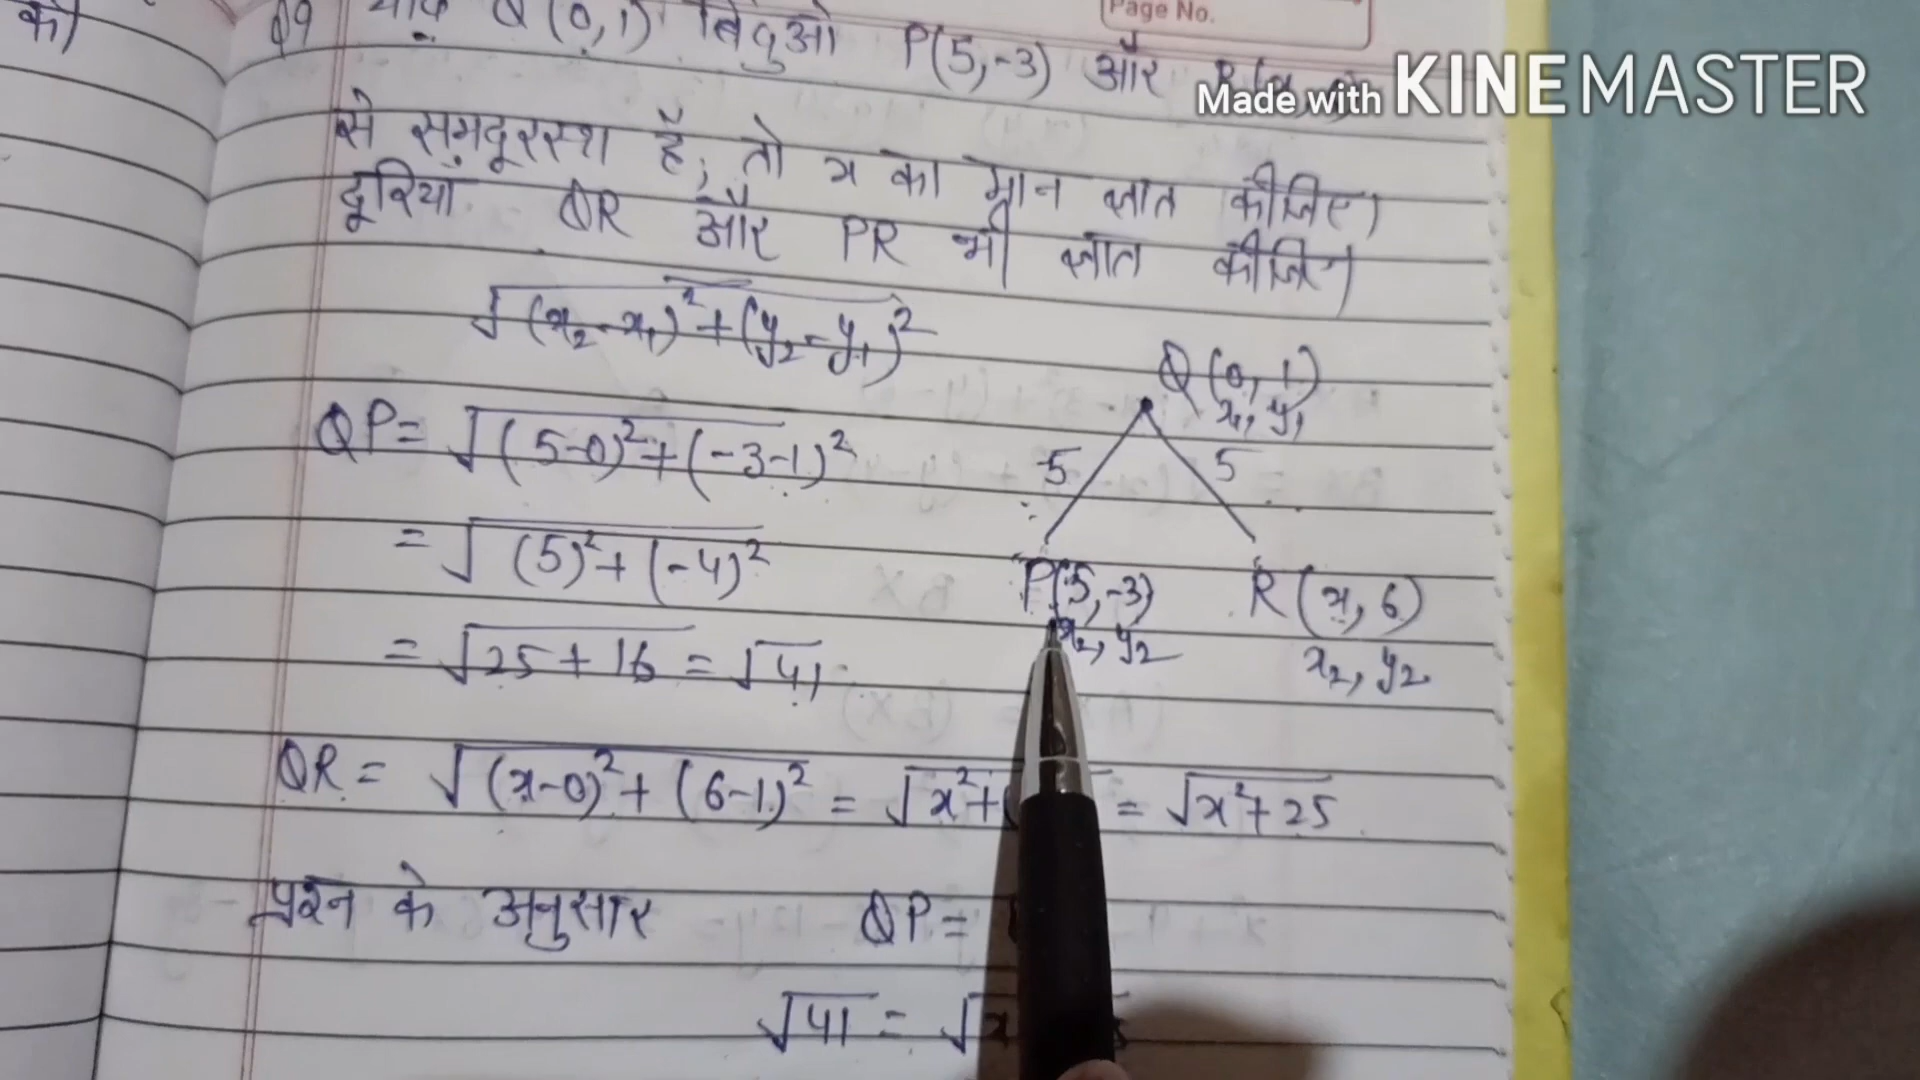 को
Page No.
Q9 यदि Q(0,1) बिंदुओ P(5,-3) और
Made with KINEMASTER
से समदूरस्थ है, तो x का मान ज्ञात कीजिए।
दूरियाँ QR और PR भी ज्ञात कीजिए।
√(x₂-x₁)²+(y₂-y₁)²
Q(0,1)
x₁, y₁
QP= √(5-0)²+(-3-1)²
5 5
= √(5)²+(-4)²
P(5,-3) R(x,6)
x₂, y₂ x₂, y₂
= √25+16 = √41
QR = √(x-0)²+(6-1)² = √x²+ = √x²+25
प्रश्न के अनुसार QP =
√41 = √x